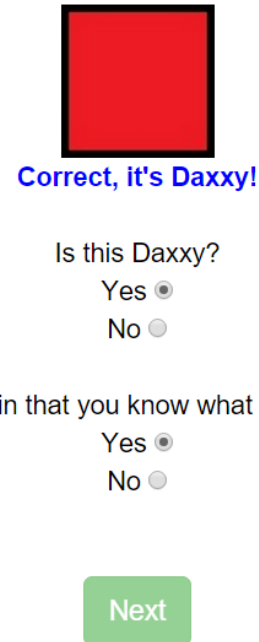 Correct, it's Daxxy!
Is this Daxxy?
Yes
No
in that you know what
Yes
No
Next